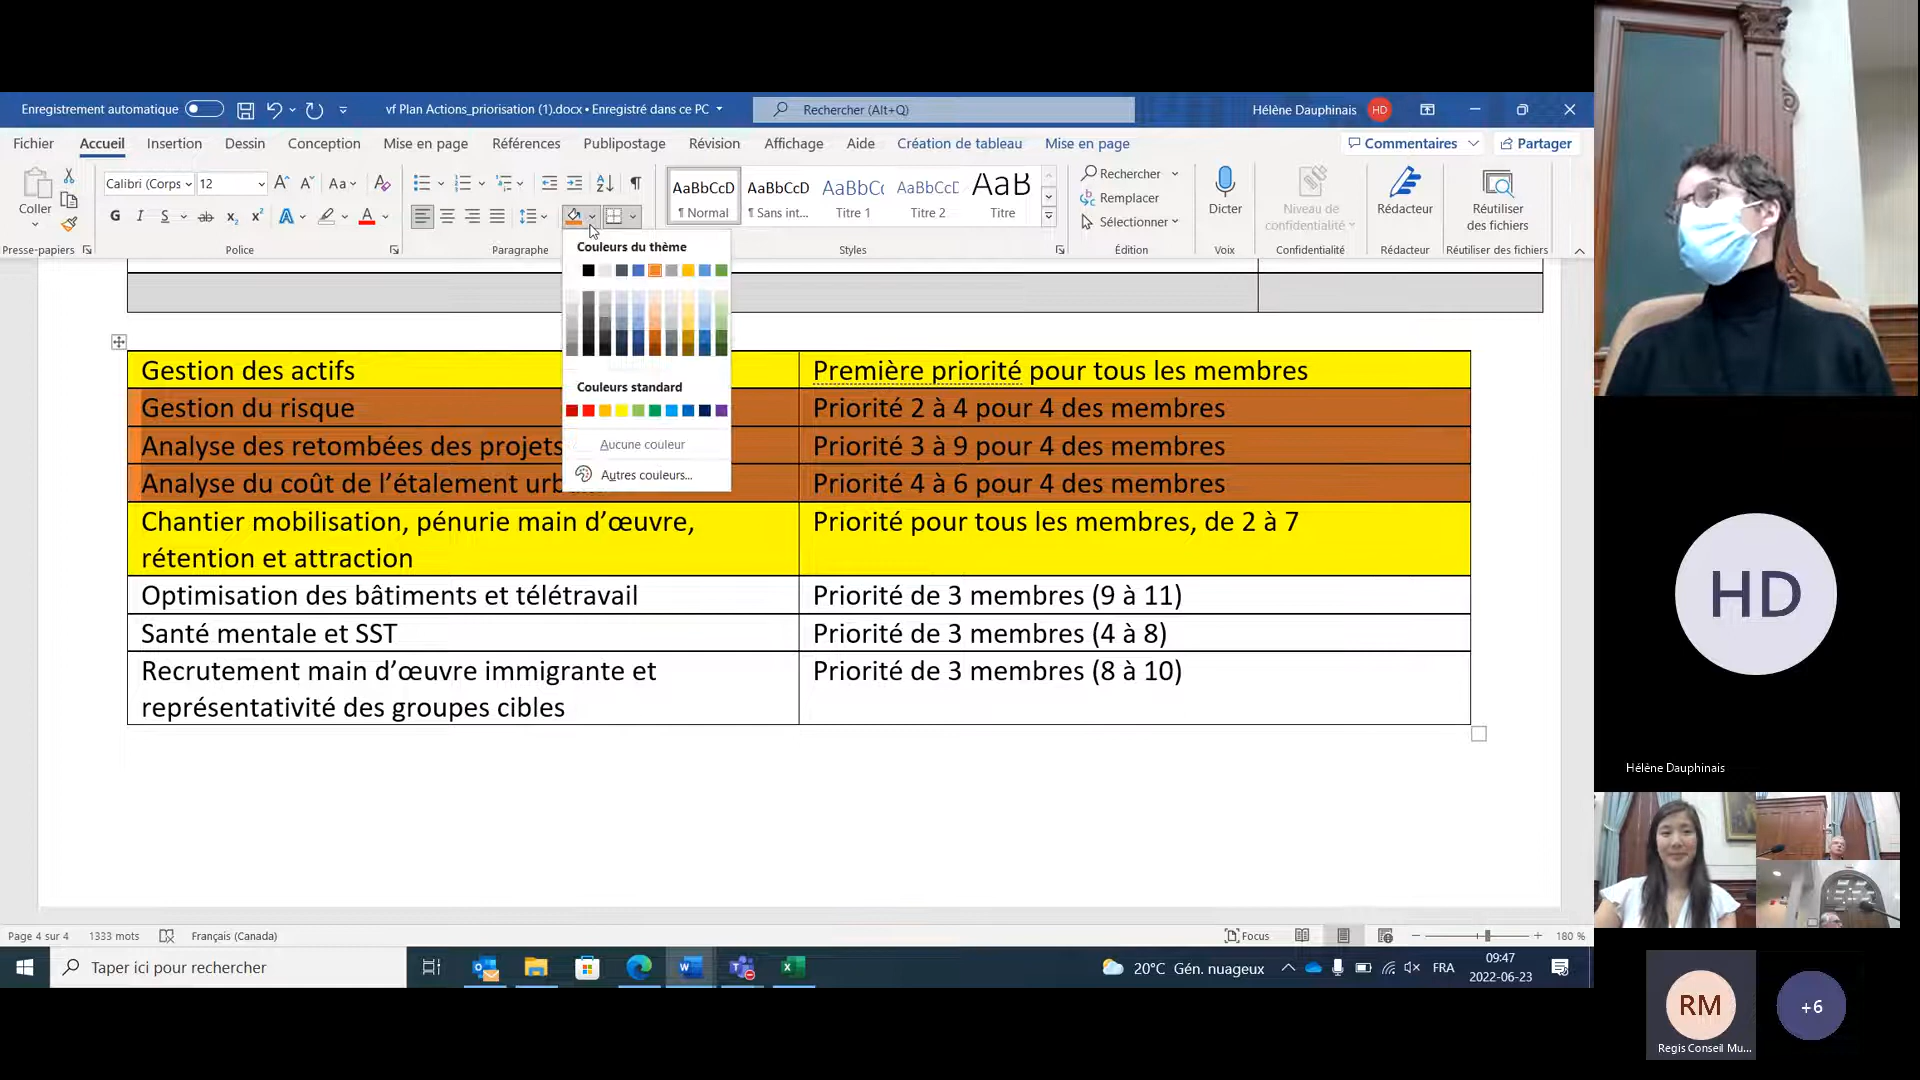 Enregistrement automatique
vf Plan Actions_priorisation (1).docx • Enregistré dans ce PC
Rechercher (Alt+Q)
Hélène Dauphinais
HD
Fichier
Accueil
Insertion
Dessin
Conception
Mise en page
Références
Publipostage
Révision
Affichage
Aide
Création de tableau
Mise en page
Commentaires
Partager
Coller
Calibri (Corps
12
Aa
G I S ab x₂ x² A A
AaBbCcD
¶ Normal
AaBbCcD
¶ Sans int...
AaBbCc
Titre 1
AaBbCcD
Titre 2
AaB
Titre
Rechercher
Remplacer
Sélectionner
Dicter
Niveau de
confidentialité
Rédacteur
Réutiliser
des fichiers
Presse-papiers
Police
Paragraphe
Styles
Édition
Voix
Confidentialité
Rédacteur
Réutiliser des fichiers
Couleurs du thème
Couleurs standard
Aucune couleur
Autres couleurs...
Gestion des actifs
Première priorité pour tous les membres
Gestion du risque
Priorité 2 à 4 pour 4 des membres
Analyse des retombées des projets
Priorité 3 à 9 pour 4 des membres
Analyse du coût de l’étalement urb
Priorité 4 à 6 pour 4 des membres
Chantier mobilisation, pénurie main d’œuvre,
rétention et attraction
Priorité pour tous les membres, de 2 à 7
Optimisation des bâtiments et télétravail
Priorité de 3 membres (9 à 11)
Santé mentale et SST
Priorité de 3 membres (4 à 8)
Recrutement main d’œuvre immigrante et
représentativité des groupes cibles
Priorité de 3 membres (8 à 10)
Page 4 sur 4
1333 mots
Français (Canada)
Focus
180 %
Taper ici pour rechercher
20°C Gén. nuageux
FRA
09:47
2022-06-23
HD
Hélène Dauphinais
RM
Regis Conseil Mu...
+6